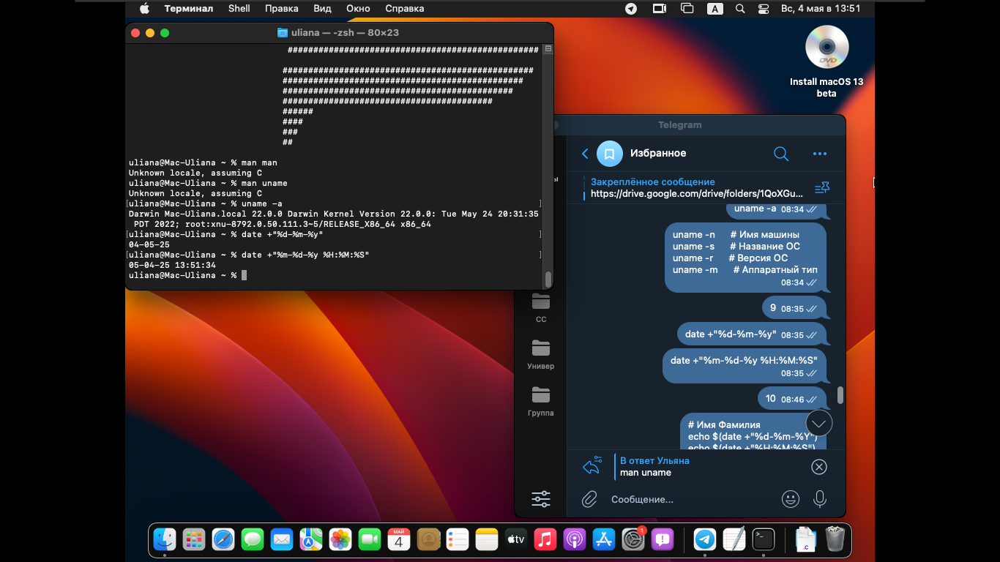 Терминал Shell Правка Вид Окно Справка A Вс, 4 мая в 13:51
uliana — -zsh — 80×23
#################################################
#################################################
###############################################
#############################################
#########################################
######
####
###
##
uliana@Mac-Uliana ~ % man man
Unknown locale, assuming C
uliana@Mac-Uliana ~ % man uname
Unknown locale, assuming C
[uliana@Mac-Uliana ~ % uname -a ]
Darwin Mac-Uliana.local 22.0.0 Darwin Kernel Version 22.0.0: Tue May 24 20:31:35
PDT 2022; root:xnu-8792.0.50.111.3~5/RELEASE_X86_64 x86_64
[uliana@Mac-Uliana ~ % date +"%d-%m-%y" ]
04-05-25
[uliana@Mac-Uliana ~ % date +"%m-%d-%y %H:%M:%S" ]
05-04-25 13:51:34
uliana@Mac-Uliana ~ %
DVD
Install macOS 13
beta
Telegram
СС
Универ
Группа
Избранное
Закреплённое сообщение
https://drive.google.com/drive/folders/1QoXGu...
uname -a 08:34
uname -n # Имя машины
uname -s # Название ОС
uname -r # Версия ОС
uname -m # Аппаратный тип
08:34
9 08:35
date +"%d-%m-%y" 08:35
date +"%m-%d-%y %H:%M:%S"
08:35
10 08:46
# Имя Фамилия
echo $(date +"%d-%m-%Y")
echo $(date +"%H:%M:%S")
В ответ Ульяна
man uname
Сообщение...
МАЙ
4
tv
1
>_
.c